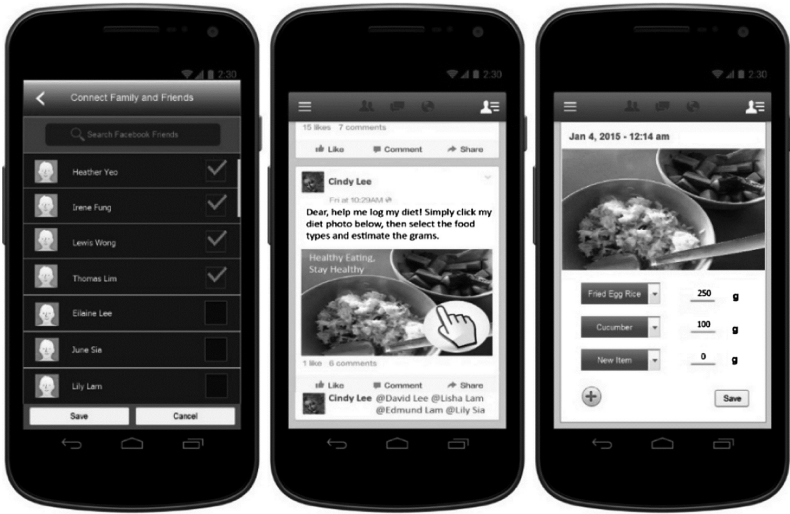 2:30
Connect Family and Friends
Search Facebook Friends
Heather Yeo
Irene Fung
Lewis Wong
Thomas Lim
Eilaine Lee
June Sia
Lily Lam
Save Cancel
2:30
15 likes 7 comments
Like Comment Share
Cindy Lee
Fri at 10:29AM
Dear, help me log my diet! Simply click my
diet photo below, then select the food
types and estimate the grams.
Healthy Eating,
Stay Healthy
1 like 6 comments
Like Comment Share
Cindy Lee @David Lee @Lisha Lam
@Edmund Lam @Lily Sia
2:30
Jan 4, 2015 - 12:14 am
Fried Egg Rice 250 g
Cucumber 100 g
New Item 0 g
Save